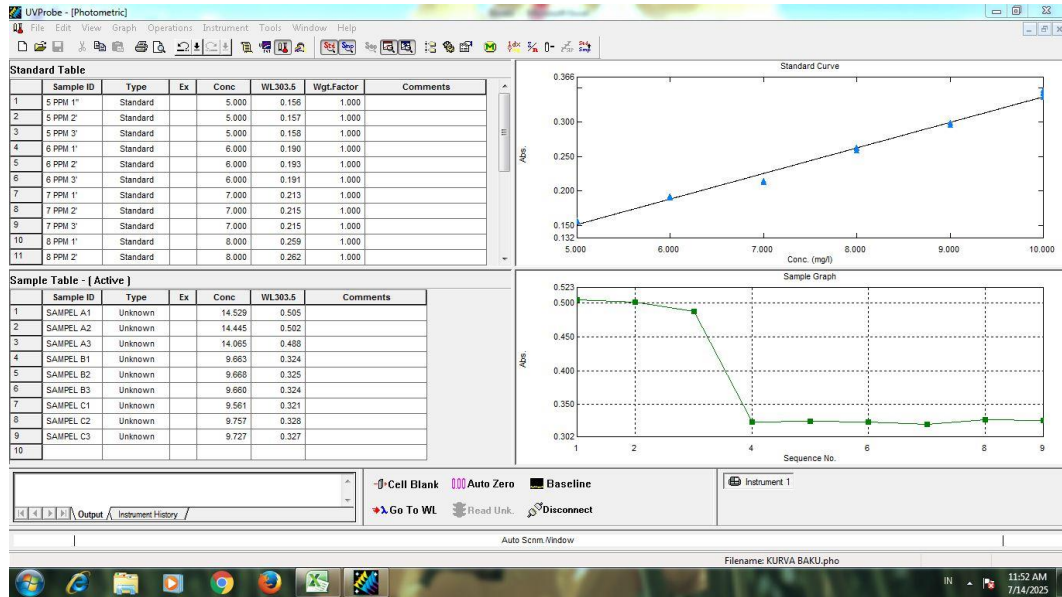 UVProbe - [Photometric]
File Edit View Graph Operations Instrument Tools Window Help
Standard Table
Sample ID Type Ex Conc WL303.5 Wgt.Factor Comments
1 5 PPM 1" Standard 5.000 0.156 1.000
2 5 PPM 2' Standard 5.000 0.157 1.000
3 5 PPM 3' Standard 5.000 0.158 1.000
4 6 PPM 1' Standard 6.000 0.190 1.000
5 6 PPM 2' Standard 6.000 0.193 1.000
6 6 PPM 3' Standard 6.000 0.191 1.000
7 7 PPM 1' Standard 7.000 0.213 1.000
8 7 PPM 2' Standard 7.000 0.215 1.000
9 7 PPM 3' Standard 7.000 0.215 1.000
10 8 PPM 1' Standard 8.000 0.259 1.000
11 8 PPM 2' Standard 8.000 0.262 1.000
Standard Curve
0.366
0.300
0.250
0.200
0.150
0.132
Abs.
5.000 6.000 7.000 8.000 9.000 10.000
Conc. (mg/l)
Sample Table - ( Active )
Sample ID Type Ex Conc WL303.5 Comments
1 SAMPEL A1 Unknown 14.529 0.505
2 SAMPEL A2 Unknown 14.445 0.502
3 SAMPEL A3 Unknown 14.065 0.488
4 SAMPEL B1 Unknown 9.663 0.324
5 SAMPEL B2 Unknown 9.668 0.325
6 SAMPEL B3 Unknown 9.660 0.324
7 SAMPEL C1 Unknown 9.561 0.321
8 SAMPEL C2 Unknown 9.757 0.328
9 SAMPEL C3 Unknown 9.727 0.327
10
Sample Graph
0.523
0.500
0.450
0.400
0.350
0.302
Abs.
1 2 4 6 8 9
Sequence No.
Output Instrument History
Cell Blank Auto Zero Baseline
Go To WL Read Unk. Disconnect
Instrument 1
Auto Scnm.Window
Filename: KURVA BAKU.pho
IN 11:52 AM
7/14/2025